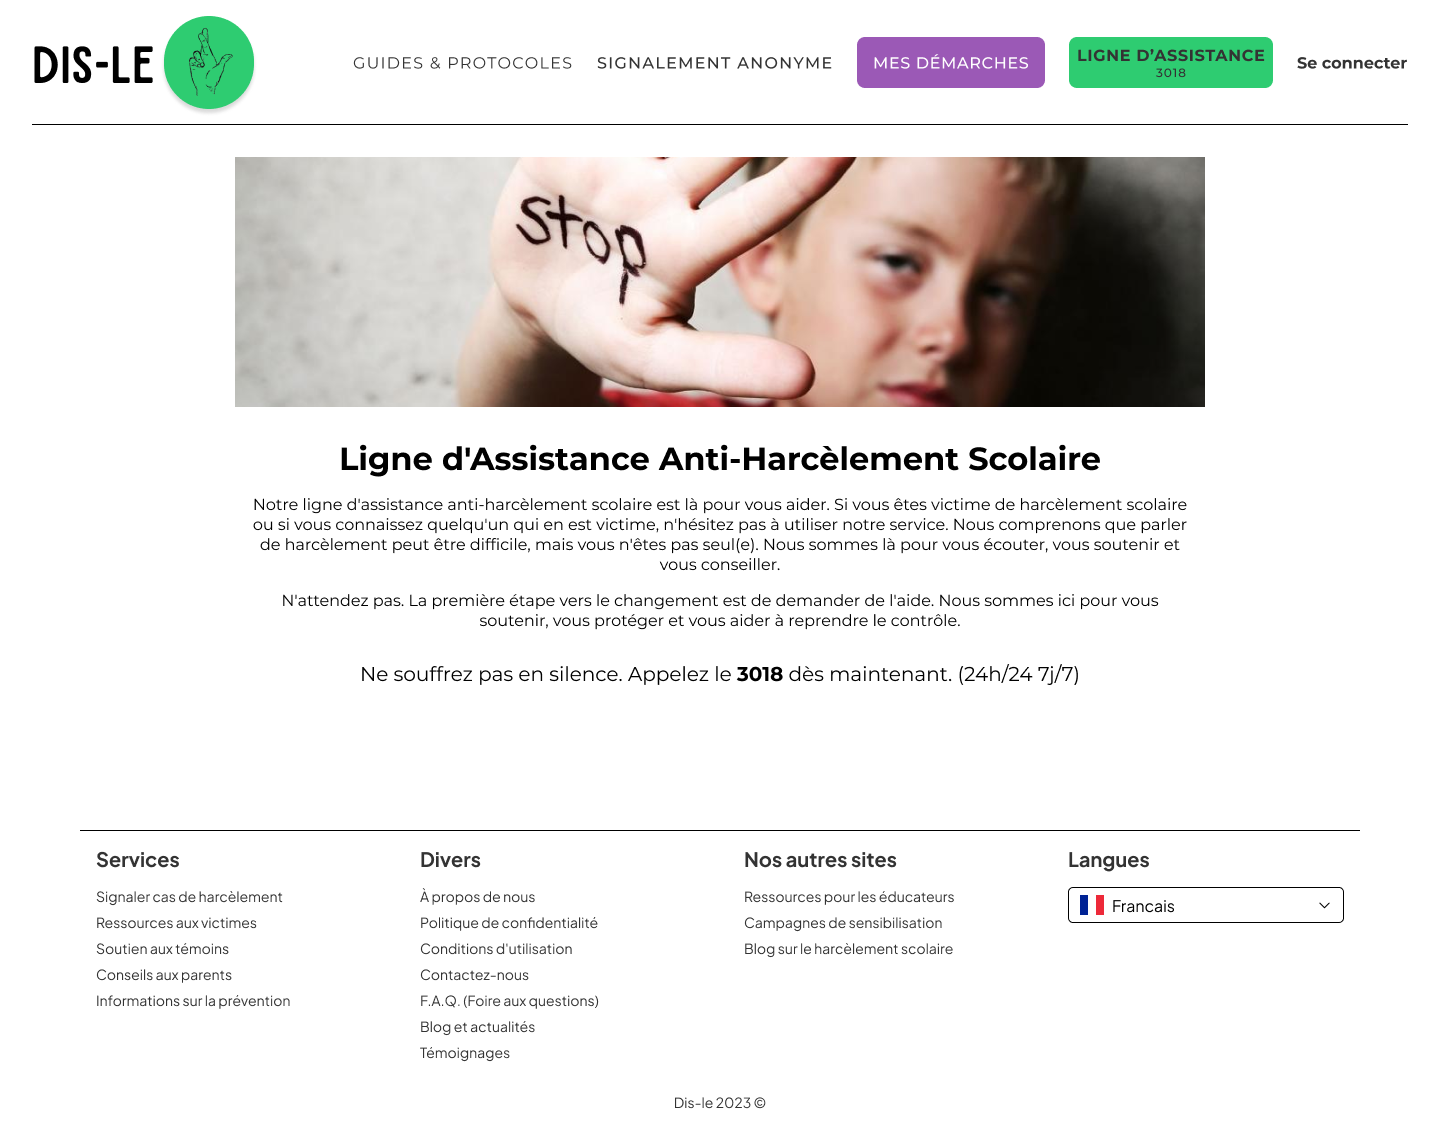 DIS-LE
GUIDES & PROTOCOLES
SIGNALEMENT ANONYME
MES DÉMARCHES
LIGNE D’ASSISTANCE
3018
Se connecter
stop
Ligne d'Assistance Anti-Harcèlement Scolaire
Notre ligne d'assistance anti-harcèlement scolaire est là pour vous aider. Si vous êtes victime de harcèlement scolaire
ou si vous connaissez quelqu'un qui en est victime, n'hésitez pas à utiliser notre service. Nous comprenons que parler
de harcèlement peut être difficile, mais vous n'êtes pas seul(e). Nous sommes là pour vous écouter, vous soutenir et
vous conseiller.
N'attendez pas. La première étape vers le changement est de demander de l'aide. Nous sommes ici pour vous
soutenir, vous protéger et vous aider à reprendre le contrôle.
Ne souffrez pas en silence. Appelez le 3018 dès maintenant. (24h/24 7j/7)
Services
Signaler cas de harcèlement
Ressources aux victimes
Soutien aux témoins
Conseils aux parents
Informations sur la prévention
Divers
À propos de nous
Politique de confidentialité
Conditions d'utilisation
Contactez-nous
F.A.Q. (Foire aux questions)
Blog et actualités
Témoignages
Nos autres sites
Ressources pour les éducateurs
Campagnes de sensibilisation
Blog sur le harcèlement scolaire
Langues
Francais
Dis-le 2023 ©